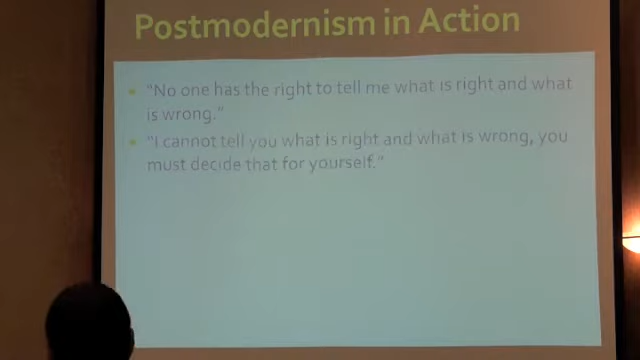 Postmodernism in Action
“No one has the right to tell me what is right and what
is wrong.”
“I cannot tell you what is right and what is wrong, you
must decide that for yourself.”